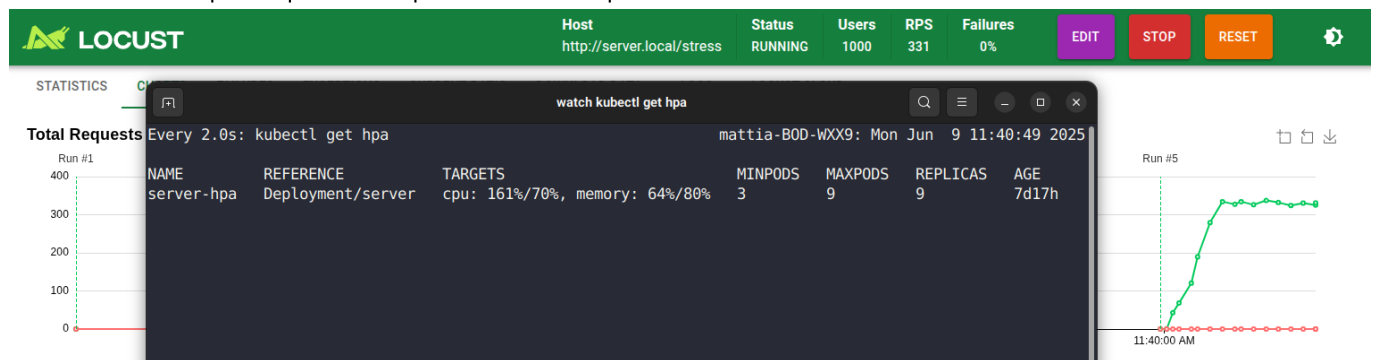 LOCUST
Host
http://server.local/stress
Status
RUNNING
Users
1000
RPS
331
Failures
0%
EDIT
STOP
RESET
STATISTICS
watch kubectl get hpa
Total Requests
Every 2.0s: kubectl get hpa mattia-BOD-WXX9: Mon Jun 9 11:40:49 2025
NAME REFERENCE TARGETS MINPODS MAXPODS REPLICAS AGE
server-hpa Deployment/server cpu: 161%/70%, memory: 64%/80% 3 9 9 7d17h
Run #1
400
300
200
100
0
Run #5
11:40:00 AM